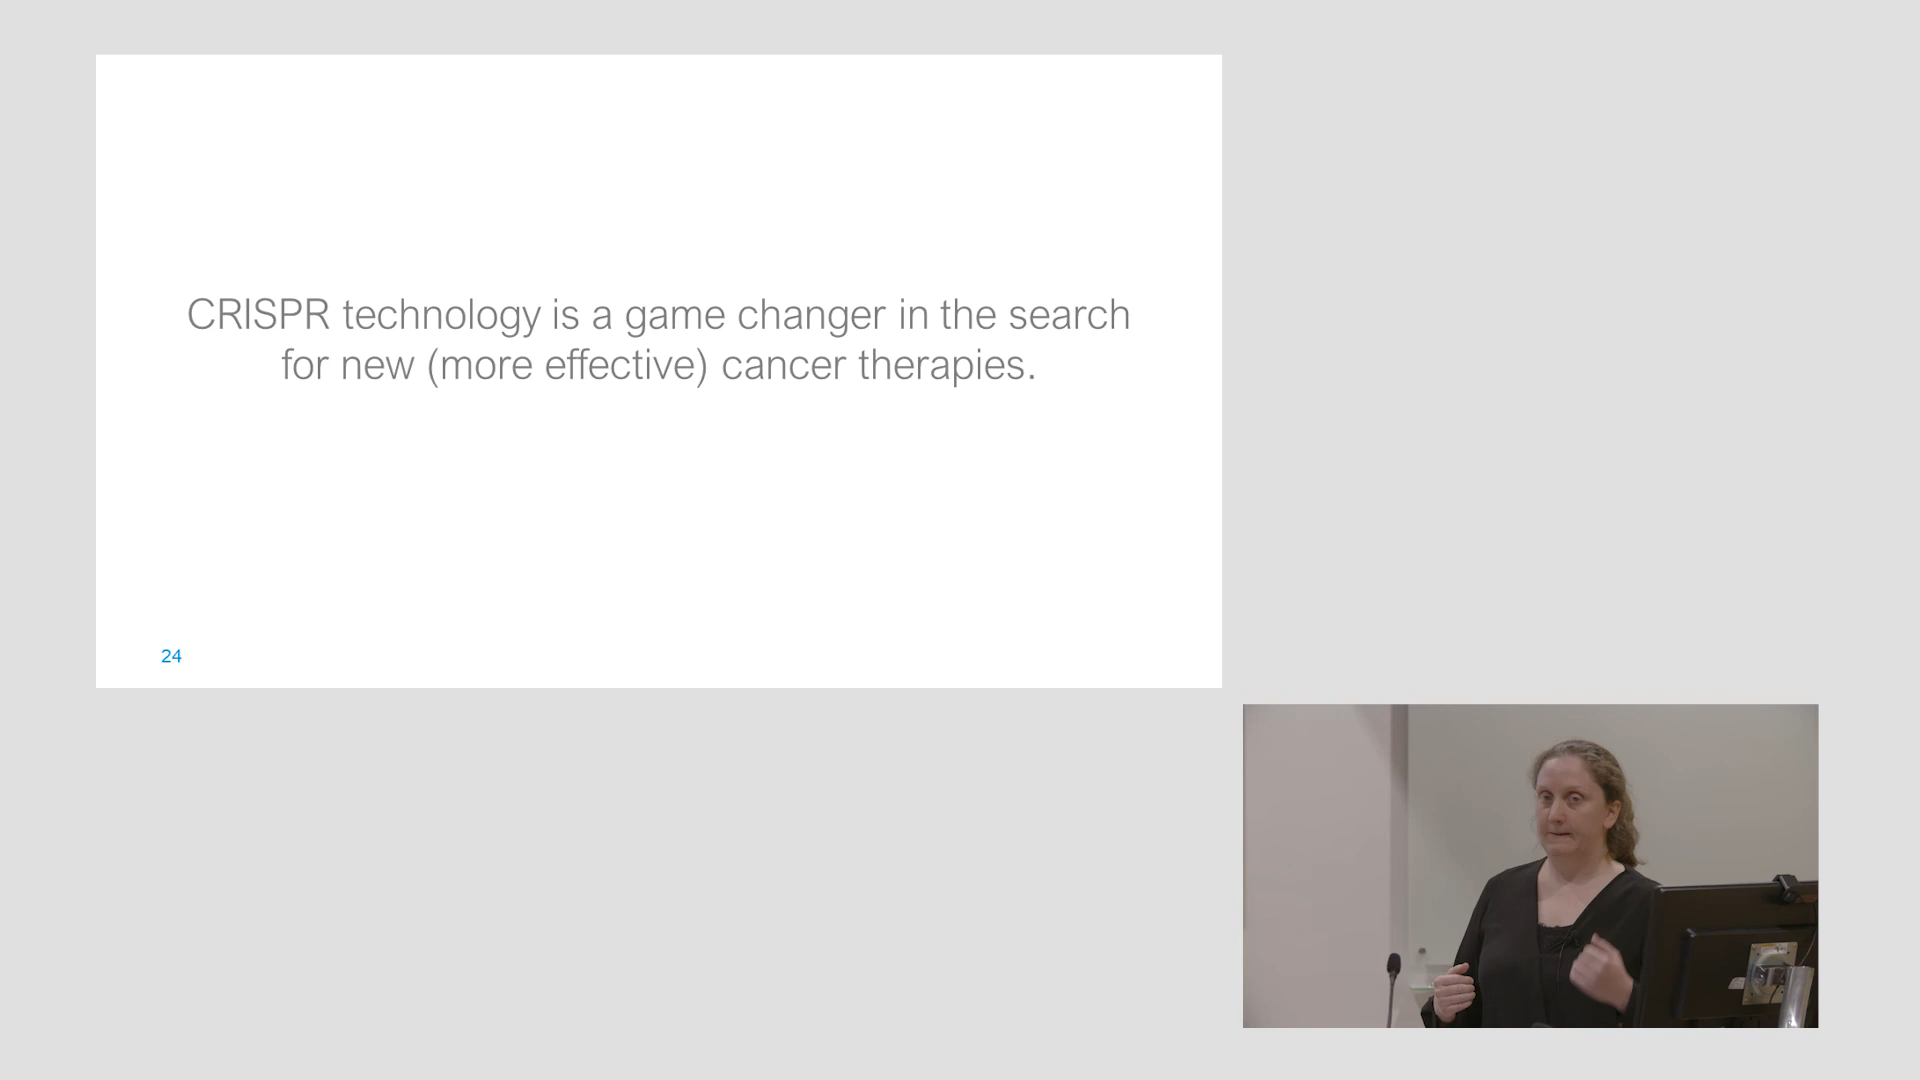 CRISPR technology is a game changer in the search
for new (more effective) cancer therapies.
24